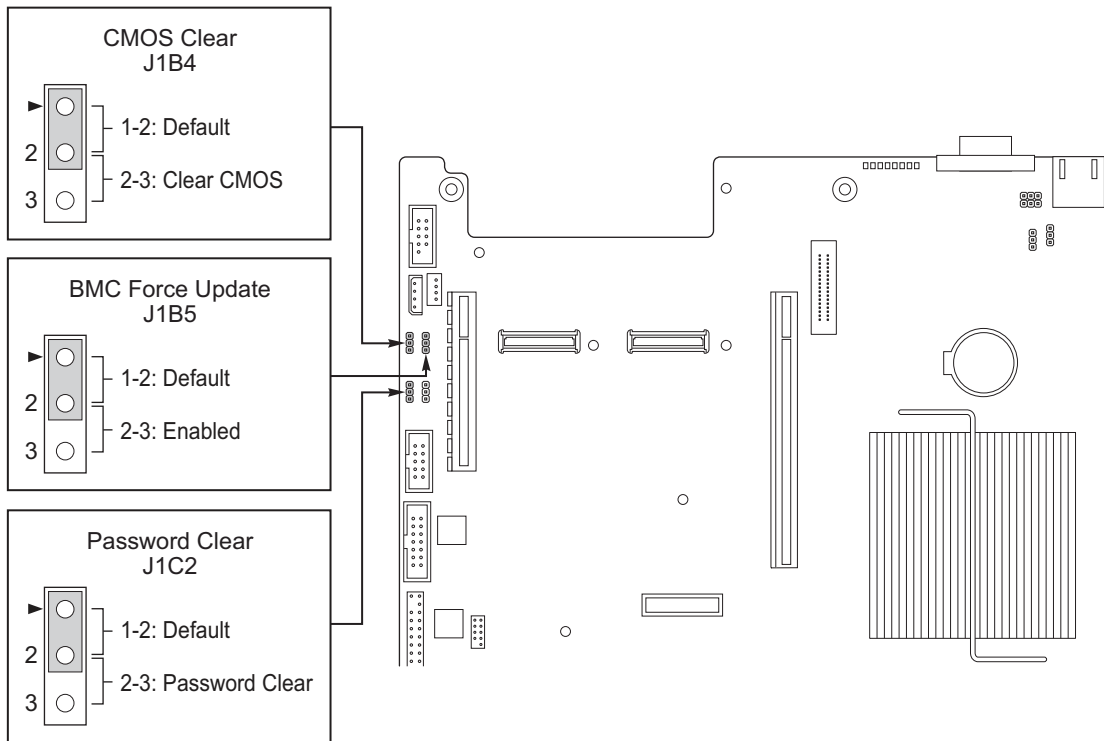 CMOS Clear
J1B4
1-2: Default
2
2-3: Clear CMOS
3
BMC Force Update
J1B5
1-2: Default
2
2-3: Enabled
3
Password Clear
J1C2
1-2: Default
2
2-3: Password Clear
3